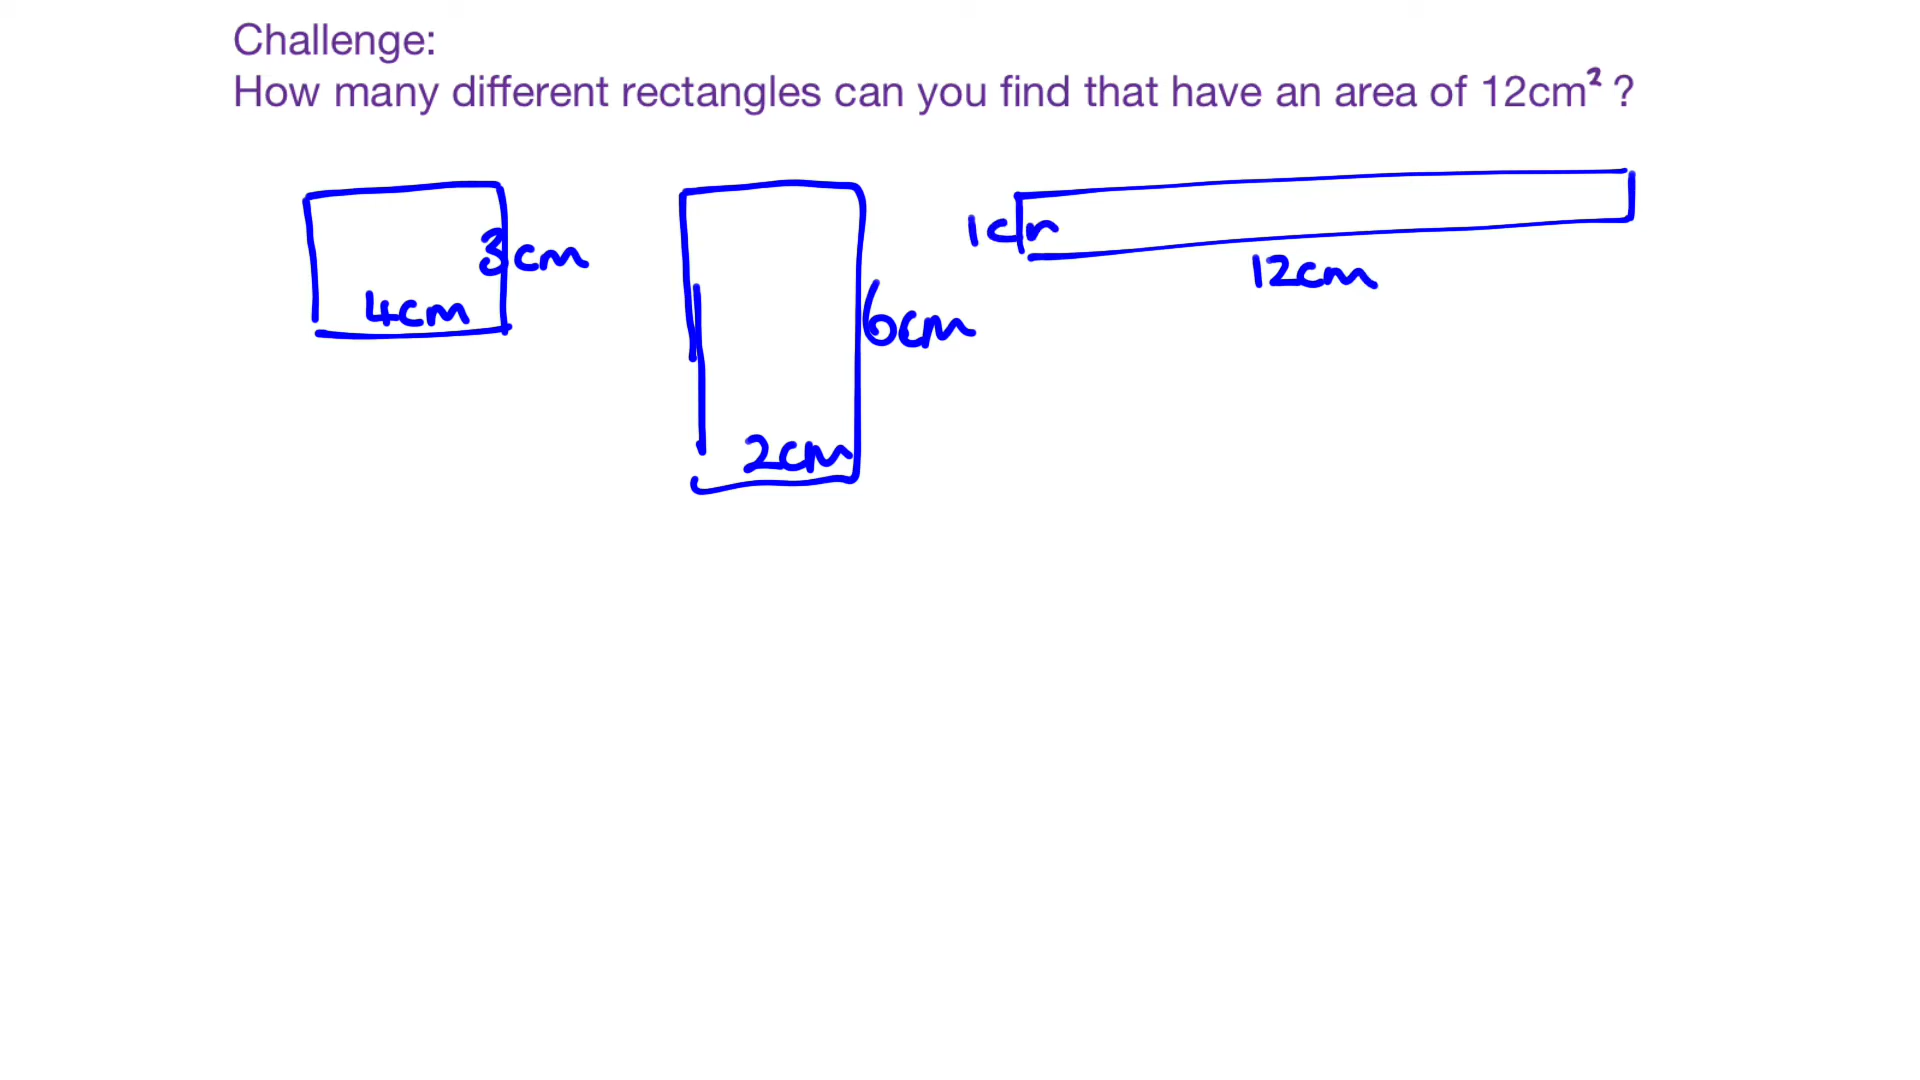 Challenge:
How many different rectangles can you find that have an area of 12cm² ?
3cm
4cm
6cm
2cm
1cm
12cm